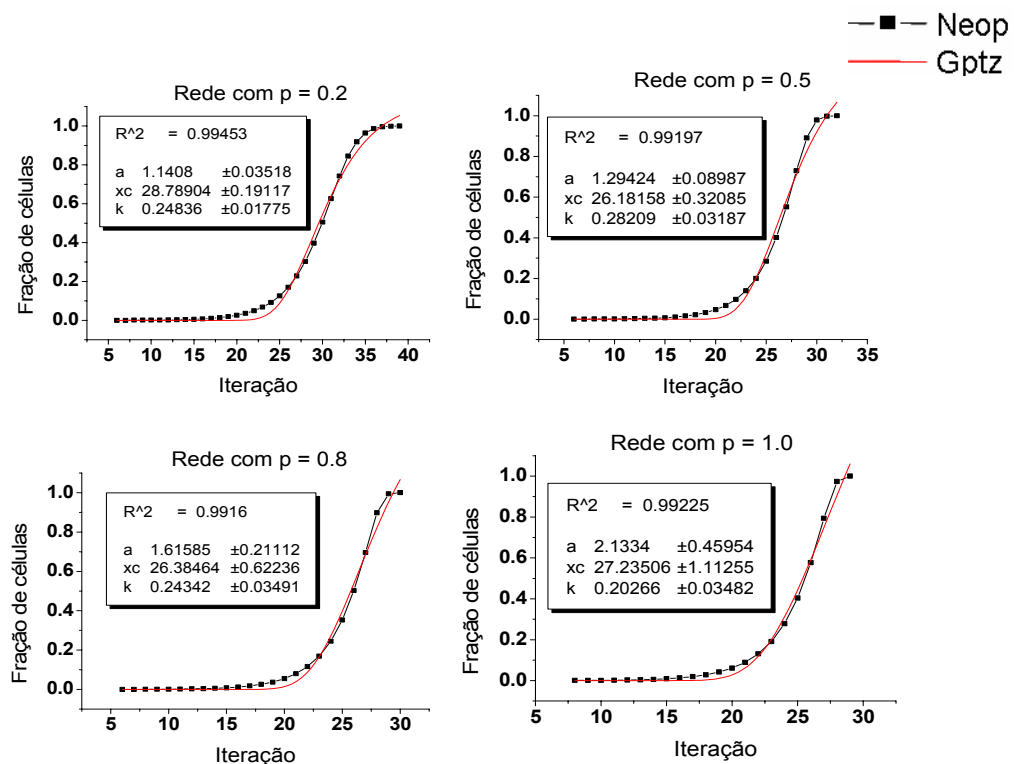 Neop
Gptz
Rede com p = 0.2
R^2 = 0.99453
a 1.1408 ±0.03518
xc 28.78904 ±0.19117
k 0.24836 ±0.01775
Fração de células
1.0
0.8
0.6
0.4
0.2
0.0
5 10 15 20 25 30 35 40
Iteração
Rede com p = 0.5
R^2 = 0.99197
a 1.29424 ±0.08987
xc 26.18158 ±0.32085
k 0.28209 ±0.03187
Fração de células
1.0
0.8
0.6
0.4
0.2
0.0
5 10 15 20 25 30 35
Iteração
Rede com p = 0.8
R^2 = 0.9916
a 1.61585 ±0.21112
xc 26.38464 ±0.62236
k 0.24342 ±0.03491
Fração de células
1.0
0.8
0.6
0.4
0.2
0.0
5 10 15 20 25 30
Iteração
Rede com p = 1.0
R^2 = 0.99225
a 2.1334 ±0.45954
xc 27.23506 ±1.11255
k 0.20266 ±0.03482
Fração de células
1.0
0.8
0.6
0.4
0.2
0.0
5 10 15 20 25 30
Iteração